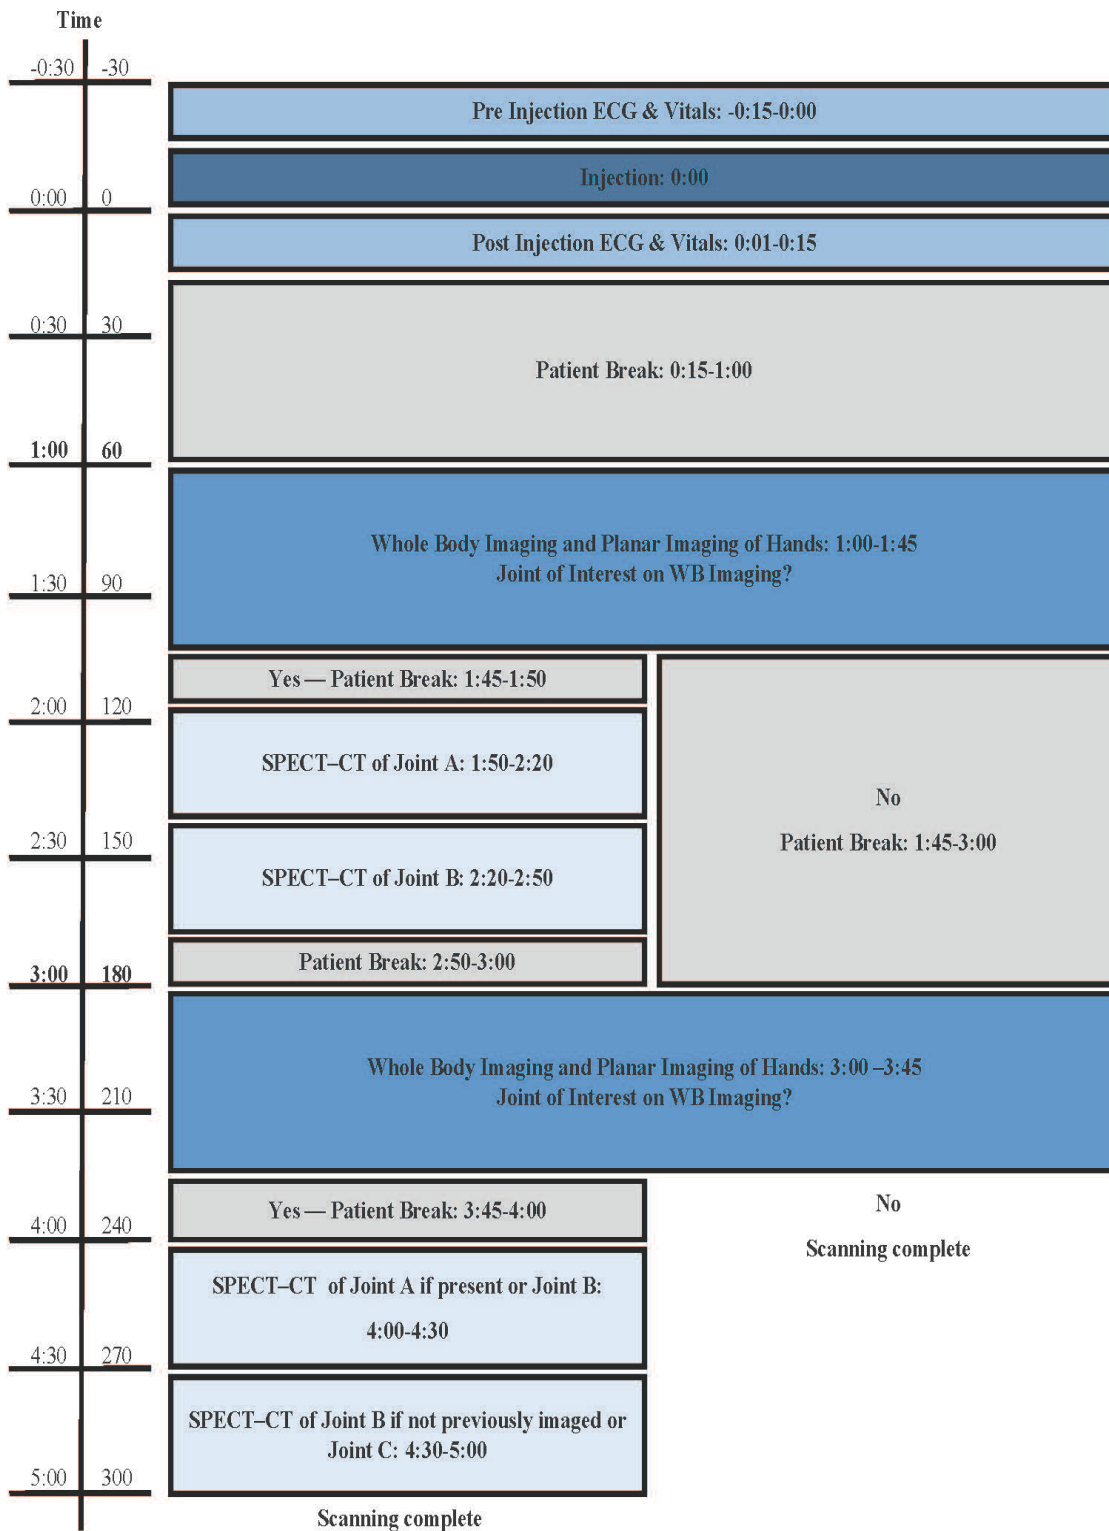 Time
-0:30 -30
Pre Injection ECG & Vitals: -0:15-0:00
Injection: 0:00
0:00 0
Post Injection ECG & Vitals: 0:01-0:15
0:30 30
Patient Break: 0:15-1:00
1:00 60
Whole Body Imaging and Planar Imaging of Hands: 1:00-1:45
Joint of Interest on WB Imaging?
1:30 90
Yes — Patient Break: 1:45-1:50
2:00 120
SPECT–CT of Joint A: 1:50-2:20
No
Patient Break: 1:45-3:00
2:30 150
SPECT–CT of Joint B: 2:20-2:50
Patient Break: 2:50-3:00
3:00 180
Whole Body Imaging and Planar Imaging of Hands: 3:00 –3:45
Joint of Interest on WB Imaging?
3:30 210
Yes — Patient Break: 3:45-4:00
No
Scanning complete
4:00 240
SPECT–CT of Joint A if present or Joint B:
4:00-4:30
4:30 270
SPECT–CT of Joint B if not previously imaged or
Joint C: 4:30-5:00
5:00 300
Scanning complete